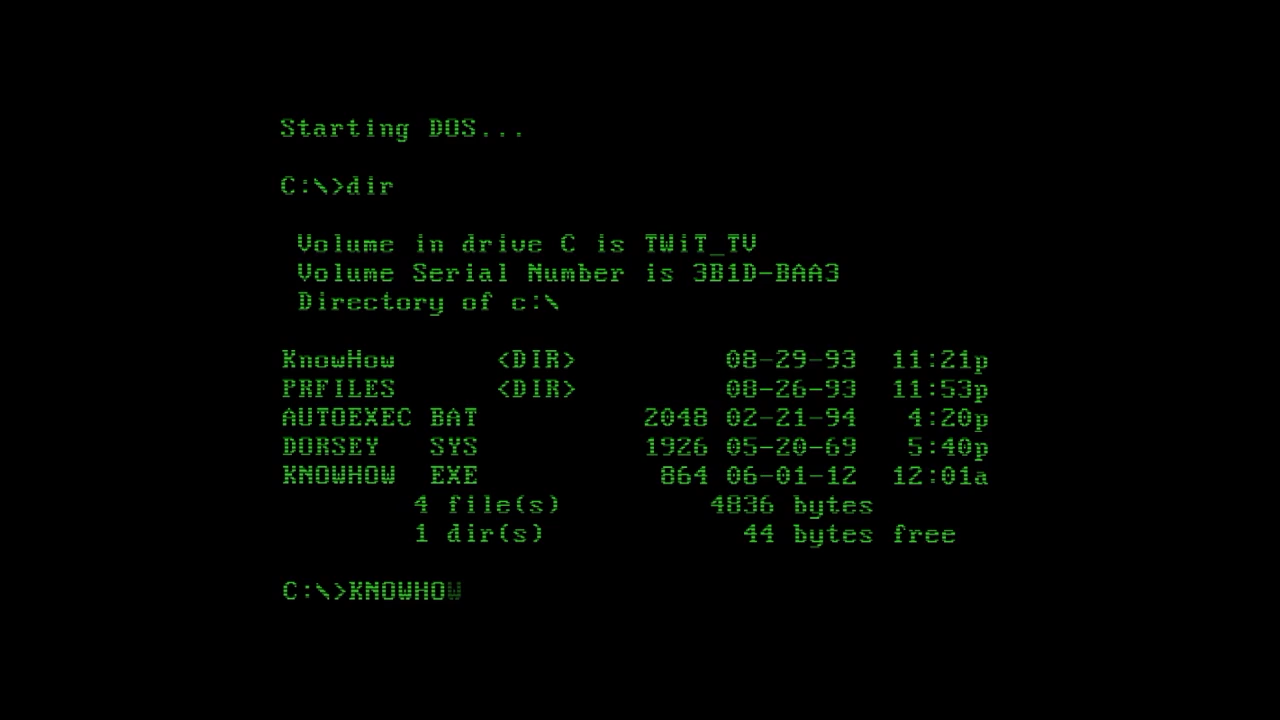 Starting DOS...
C:\>dir
Volume in drive C is TWiT_TV
Volume Serial Number is 3B1D-BAA3
Directory of c:\
KnowHow <DIR> 08-29-93 11:21p
PRFILES <DIR> 08-26-93 11:53p
AUTOEXEC BAT 2048 02-21-94 4:20p
DORSEY SYS 1926 05-20-69 5:40p
KNOWHOW EXE 864 06-01-12 12:01a
4 file(s) 4836 bytes
1 dir(s) 44 bytes free
C:\>KNOWHOW